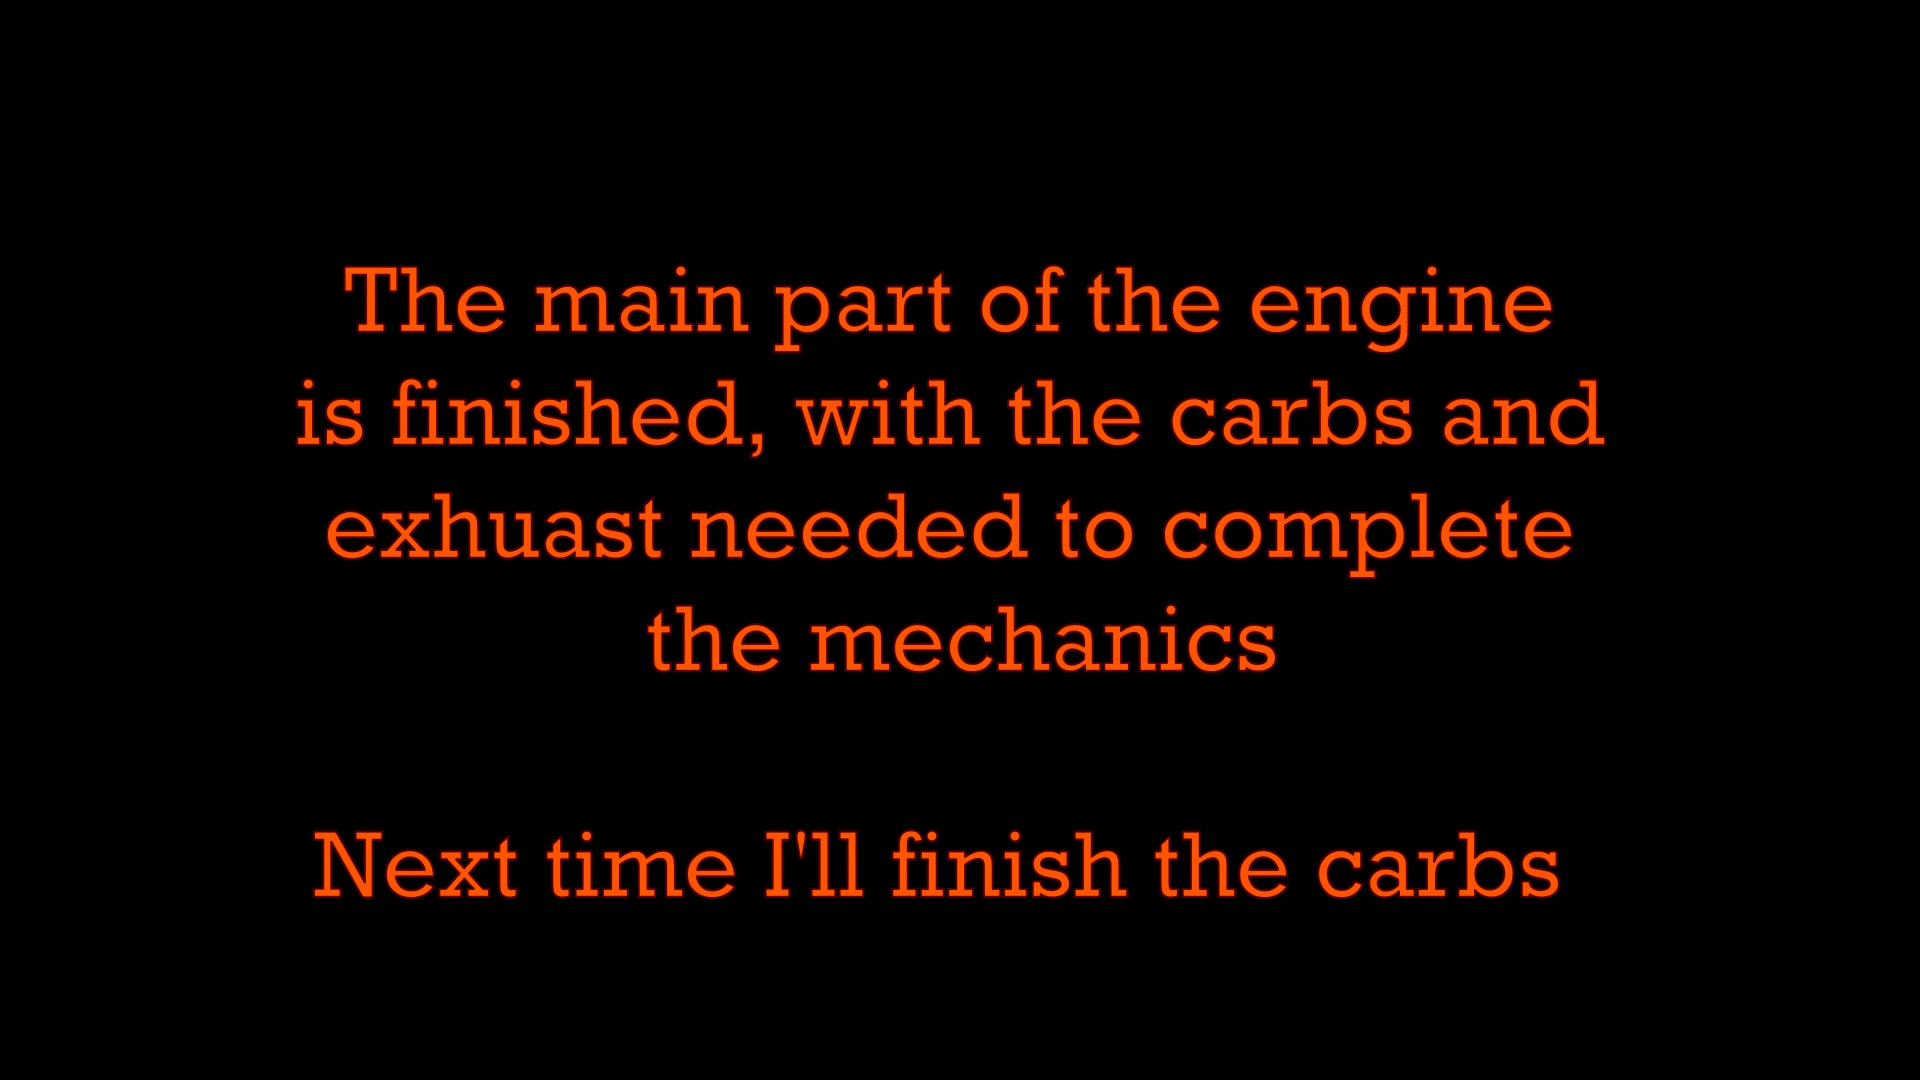 The main part of the engine
is finished, with the carbs and
exhuast needed to complete
the mechanics
Next time I'll finish the carbs